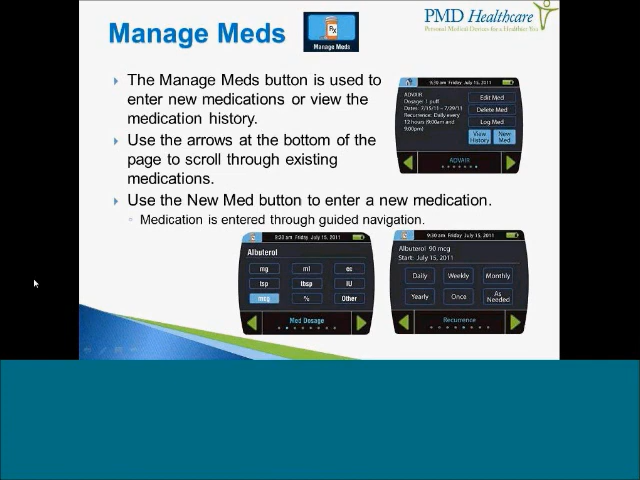 Manage Meds
Rx
Manage Meds
PMD Healthcare
Personal Medical Devices for a Healthier You
The Manage Meds button is used to
enter new medications or view the
medication history.
Use the arrows at the bottom of the
page to scroll through existing
medications.
Use the New Med button to enter a new medication.
Medication is entered through guided navigation.
9:30 am Friday July 15, 2011
ADVAIR
Dosage: 1 puff
Dates: 7/15/11 - 7/29/11
Recurrence: Daily every
12 hours (9:00am and
9:00pm)
Edit Med
Delete Med
Log Med
View
History
New
Med
ADVAIR
9:30 am Friday July 15, 2011
Albuterol
mg
ml
cc
tsp
tbsp
IU
mcg
%
Other
Med Dosage
9:30 am Friday July 15, 2011
Albuterol 90 mcg
Start: July 15, 2011
Daily
Weekly
Monthly
Yearly
Once
As
Needed
Recurrence